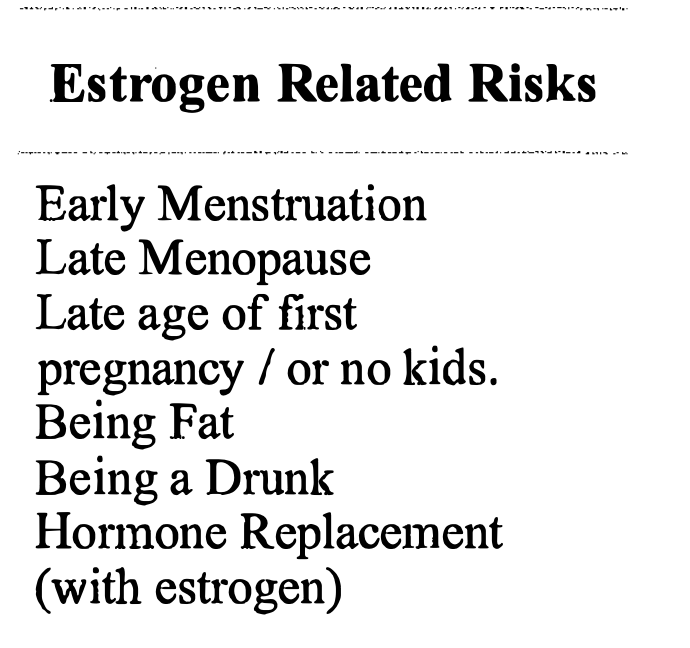 Estrogen Related Risks
Early Menstruation
Late Menopause
Late age of first
pregnancy / or no kids.
Being Fat
Being a Drunk
Hormone Replacement
(with estrogen)